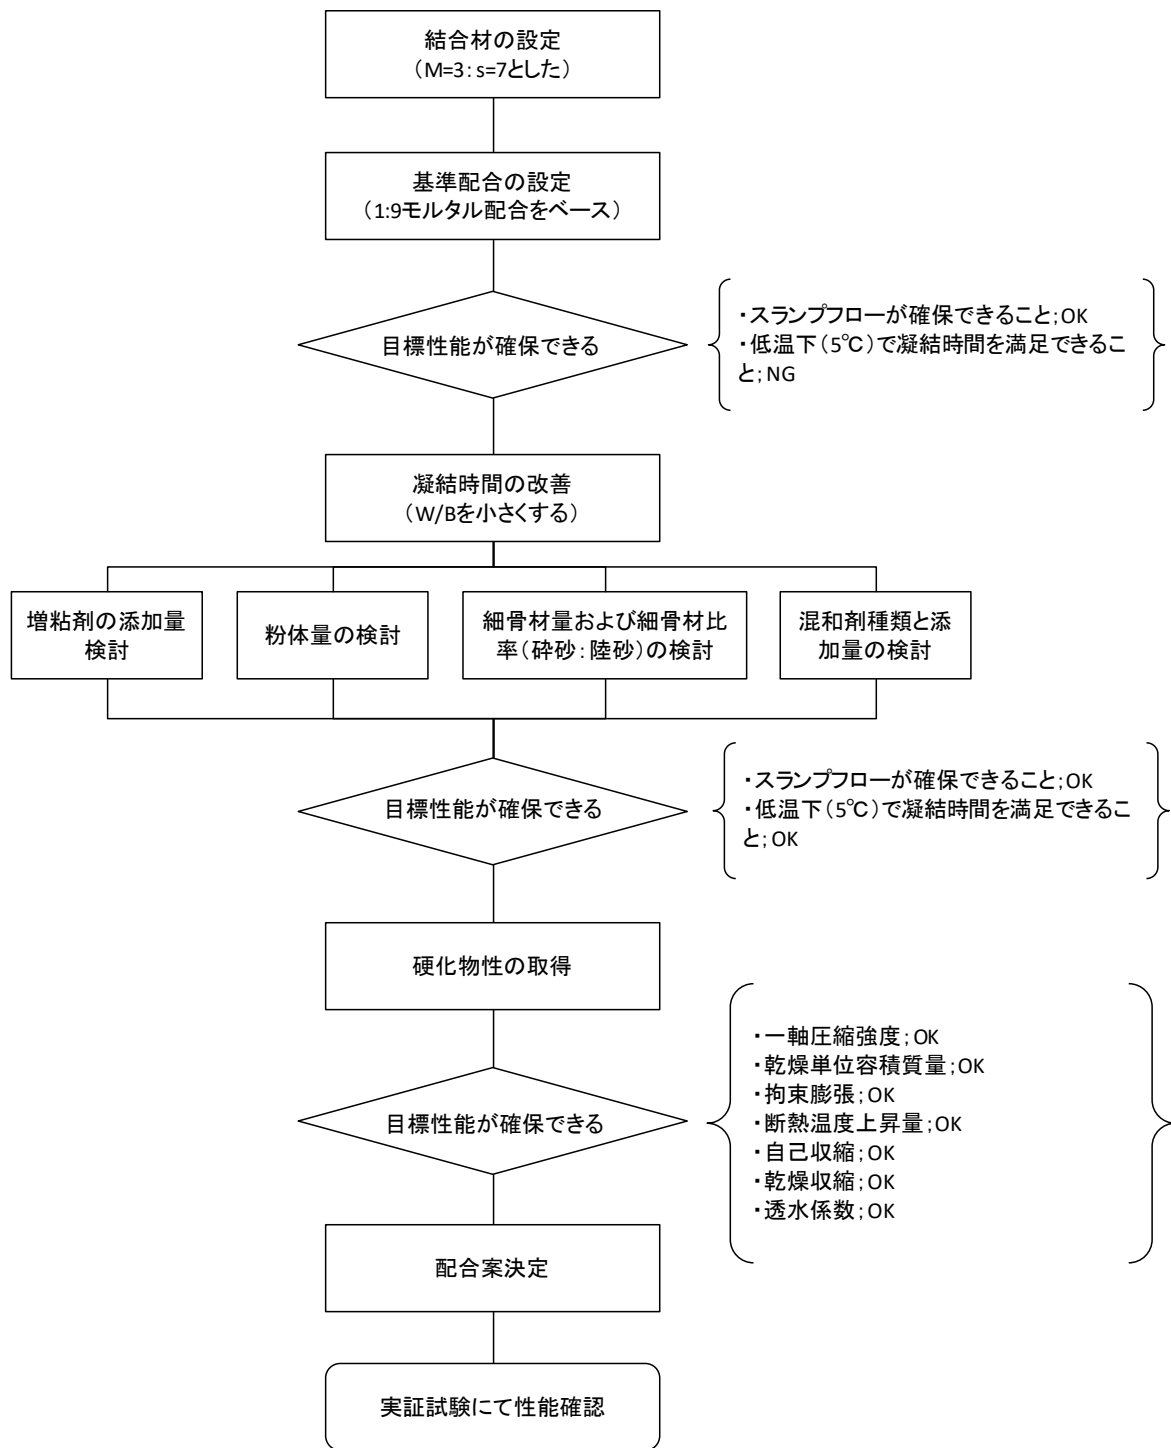 結合材の設定
（M=3：s=7とした）
基準配合の設定
（1:9モルタル配合をベース）
目標性能が確保できる
・スランプフローが確保できること；OK
・低温下（5℃）で凝結時間を満足できるこ
と；NG
凝結時間の改善
（W/Bを小さくする）
増粘剤の添加量
検討
粉体量の検討
細骨材量および細骨材比
率（砕砂：陸砂）の検討
混和剤種類と添
加量の検討
目標性能が確保できる
・スランプフローが確保できること；OK
・低温下（5℃）で凝結時間を満足できるこ
と；OK
硬化物性の取得
目標性能が確保できる
・一軸圧縮強度；OK
・乾燥単位容積質量；OK
・拘束膨張；OK
・断熱温度上昇量；OK
・自己収縮；OK
・乾燥収縮；OK
・透水係数；OK
配合案決定
実証試験にて性能確認